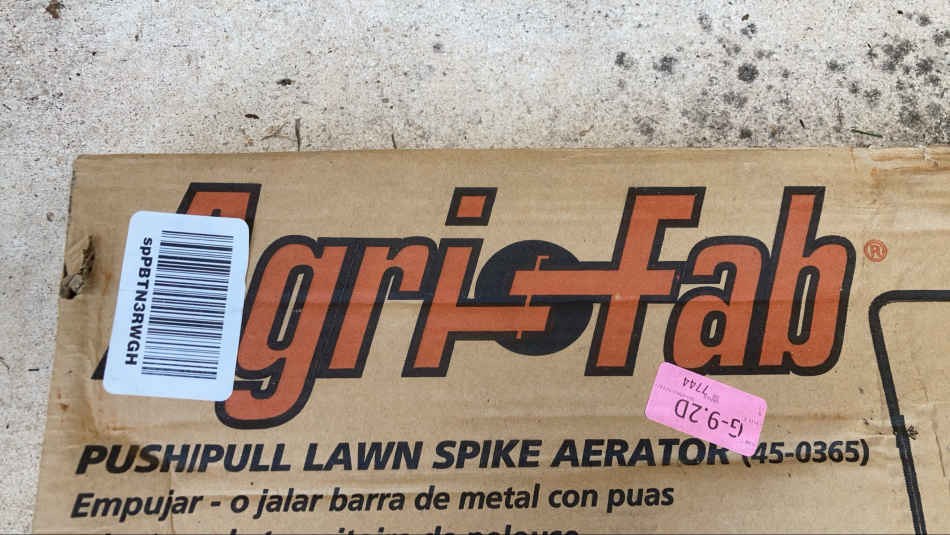 Agri-Fab®
spPBTN3RWGH
G-9.2D
7744
PUSH/PULL LAWN SPIKE AERATOR (45-0365)
Empujar - o jalar barra de metal con puas